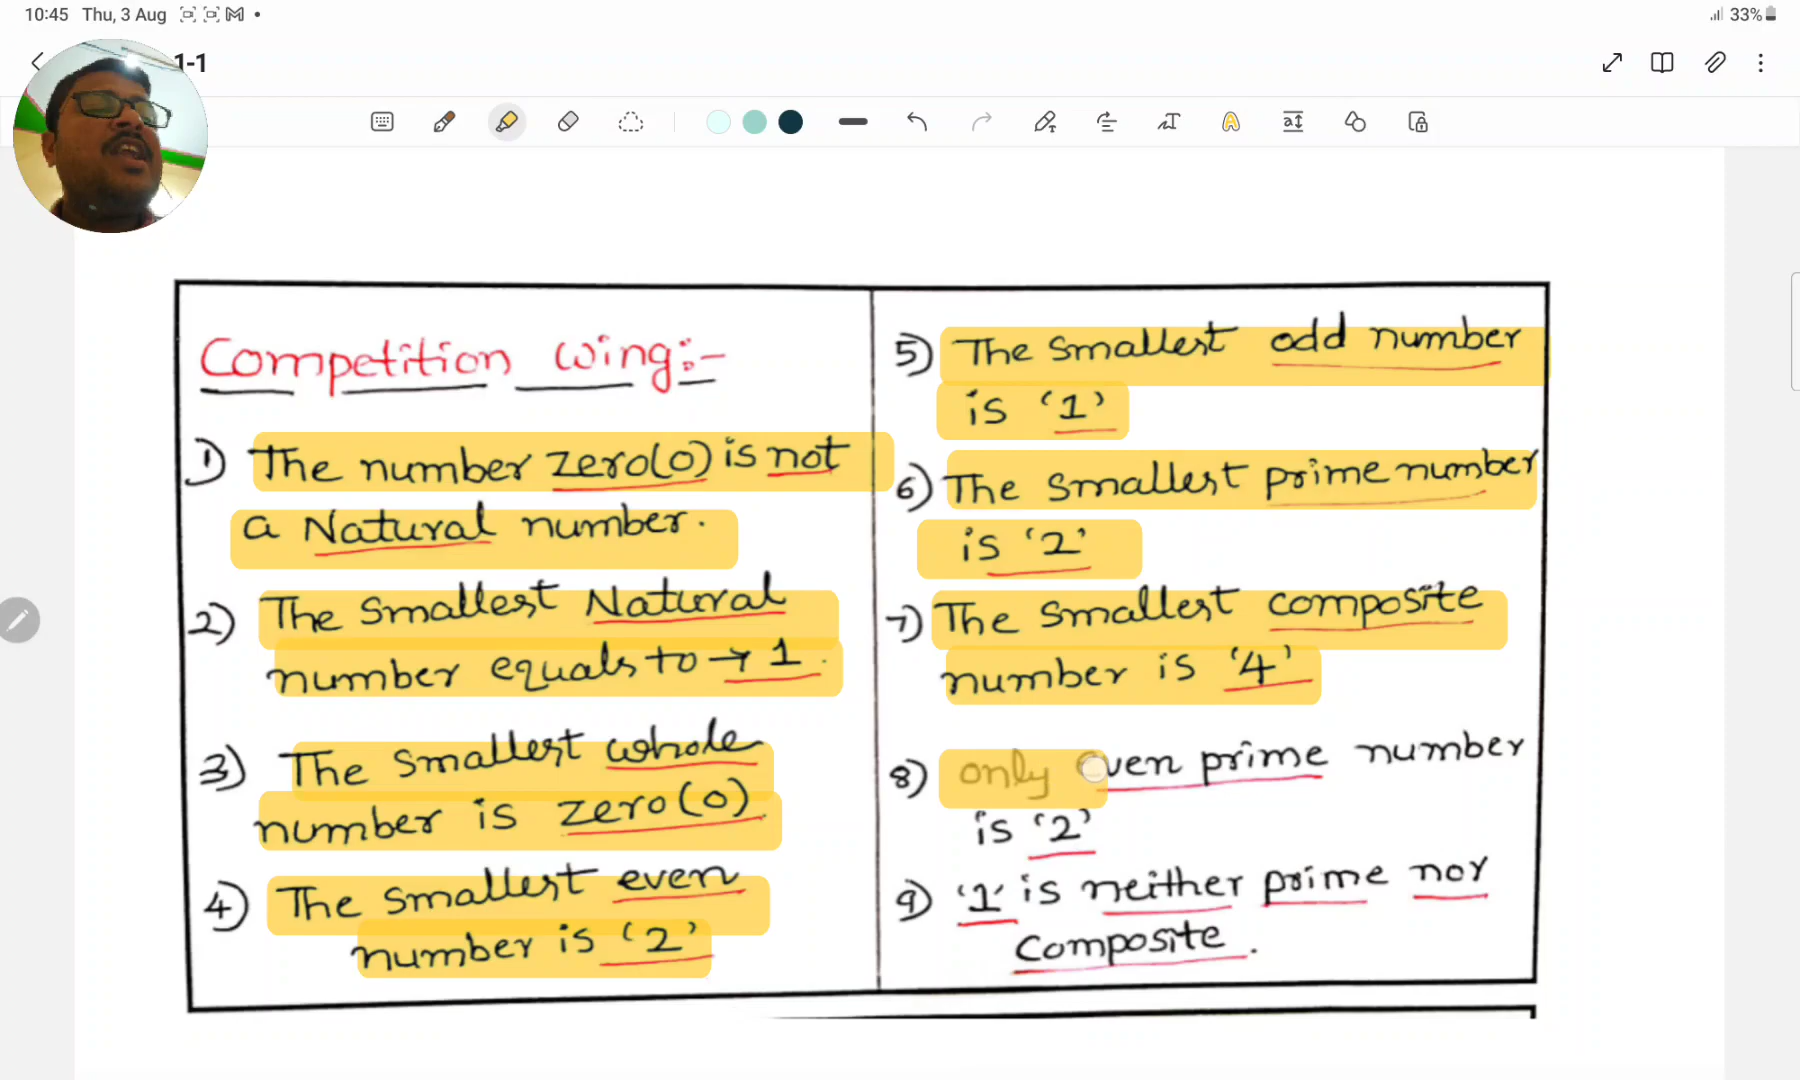 10:45 Thu, 3 Aug
33%
1-1
Competition wing:-
1) The number zero(0) is not
a Natural number.
2) The smallest Natural
number equals to → 1.
3) The smallest whole
number is zero(0).
4) The smallest even
number is '2'
5) The smallest odd number
is '1'
6) The smallest prime number
is '2'
7) The smallest composite
number is '4'
8) only even prime number
is '2'
9) '1' is neither prime nor
composite.